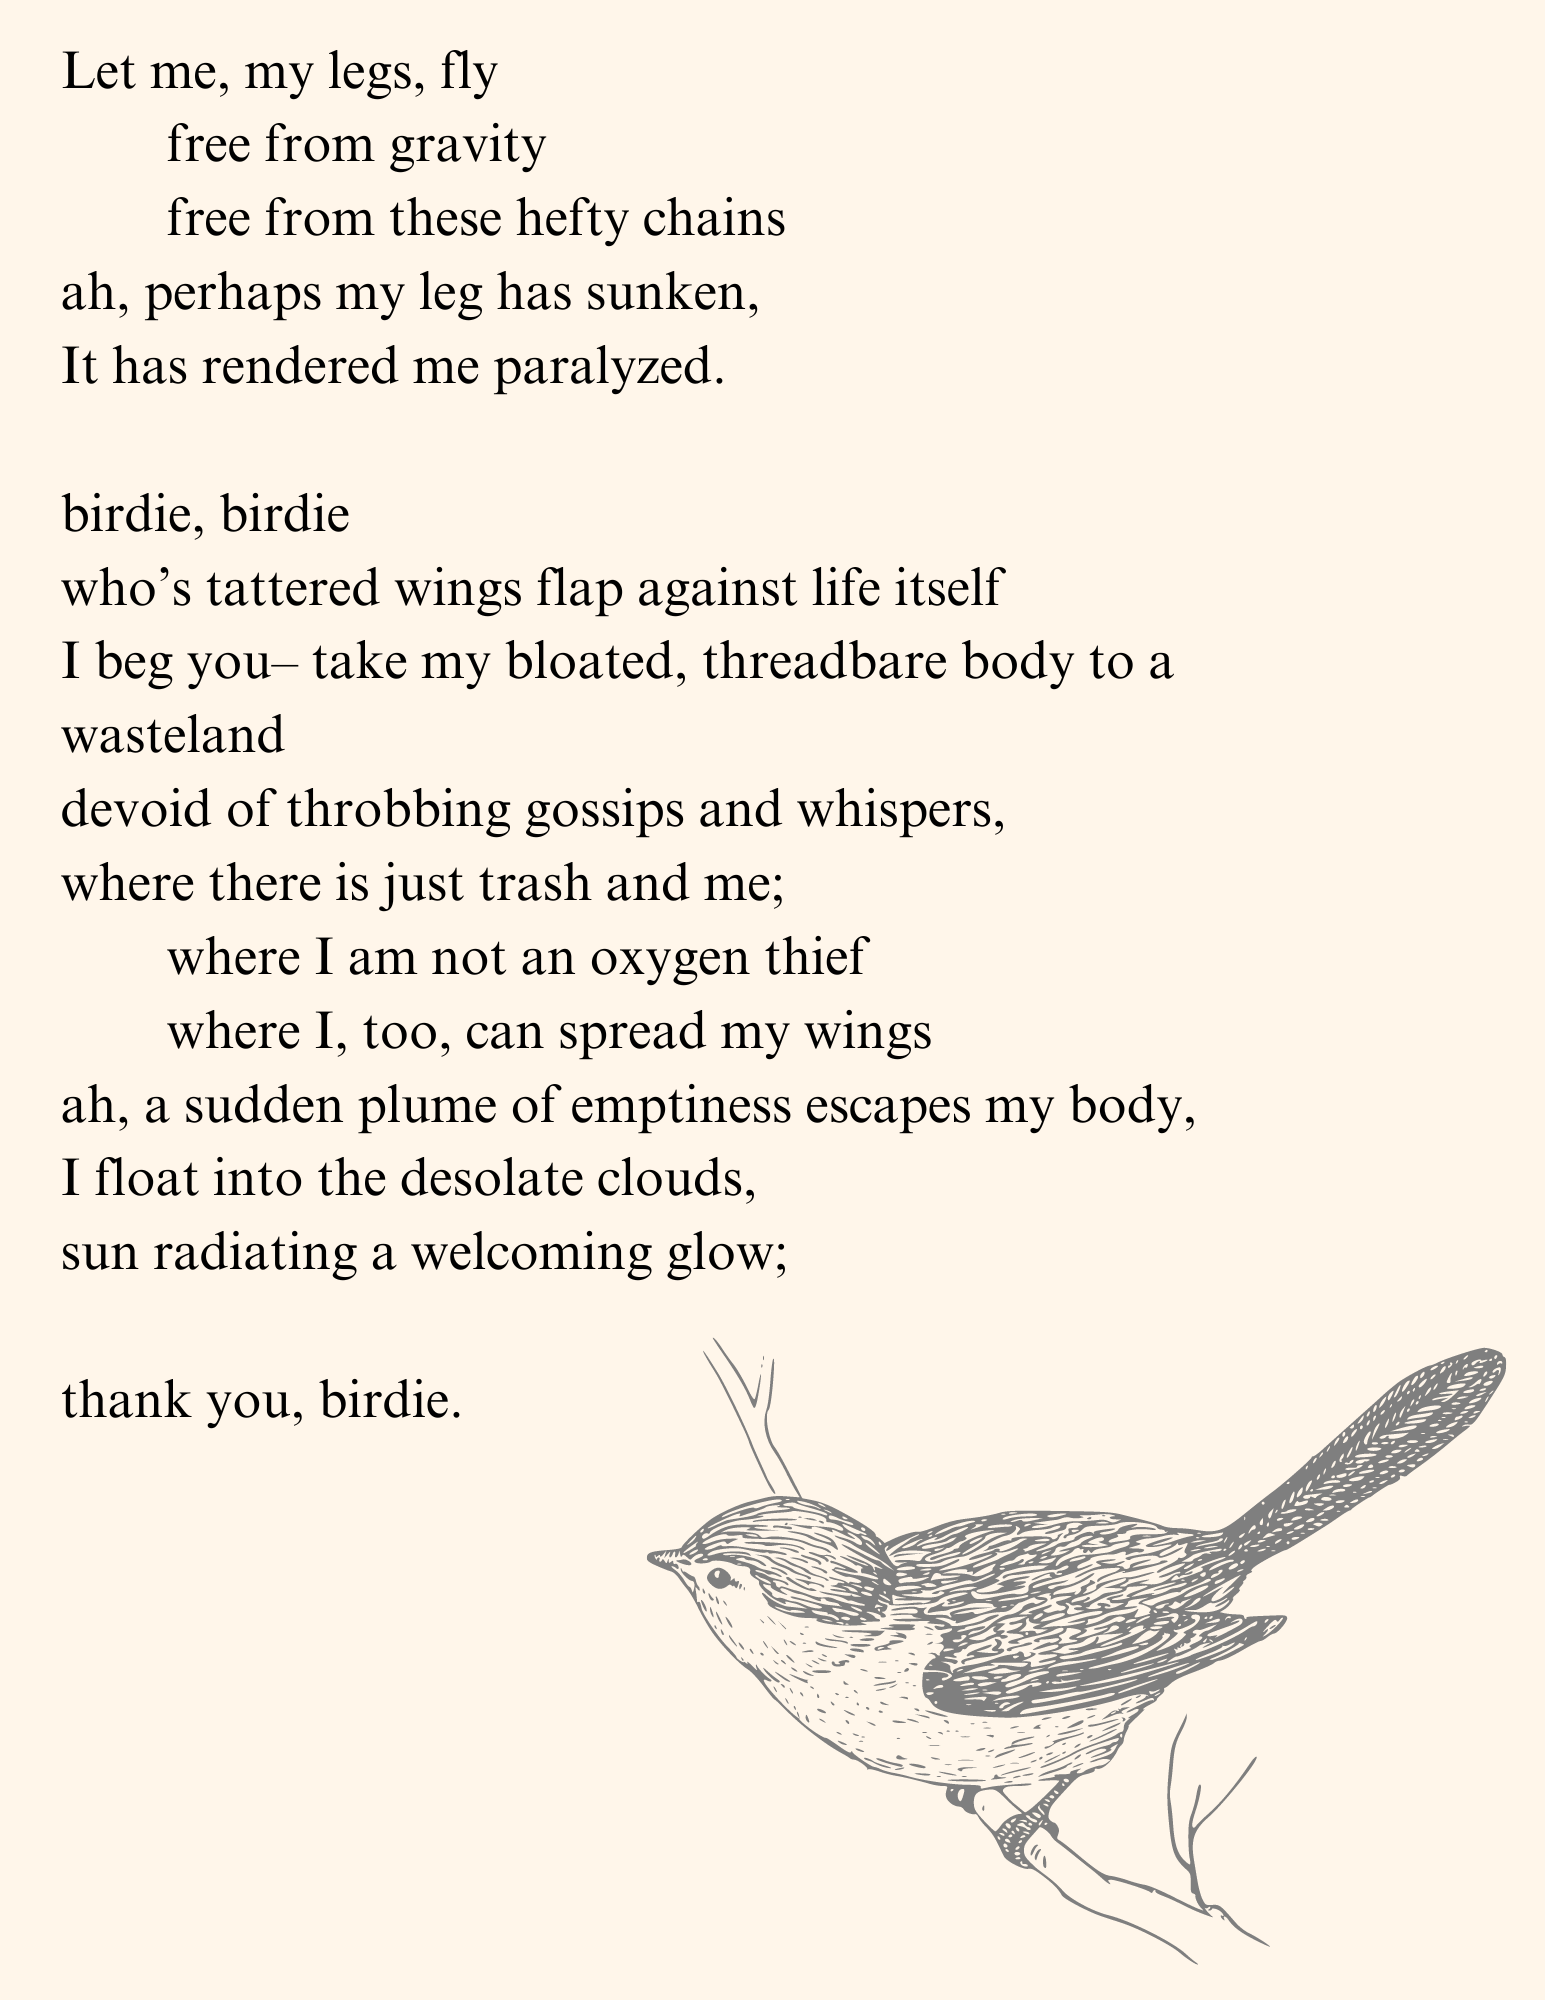 Let me, my legs, fly
free from gravity
free from these hefty chains
ah, perhaps my leg has sunken,
It has rendered me paralyzed.
birdie, birdie
who’s tattered wings flap against life itself
I beg you– take my bloated, threadbare body to a
wasteland
devoid of throbbing gossips and whispers,
where there is just trash and me;
where I am not an oxygen thief
where I, too, can spread my wings
ah, a sudden plume of emptiness escapes my body,
I float into the desolate clouds,
sun radiating a welcoming glow;
thank you, birdie.